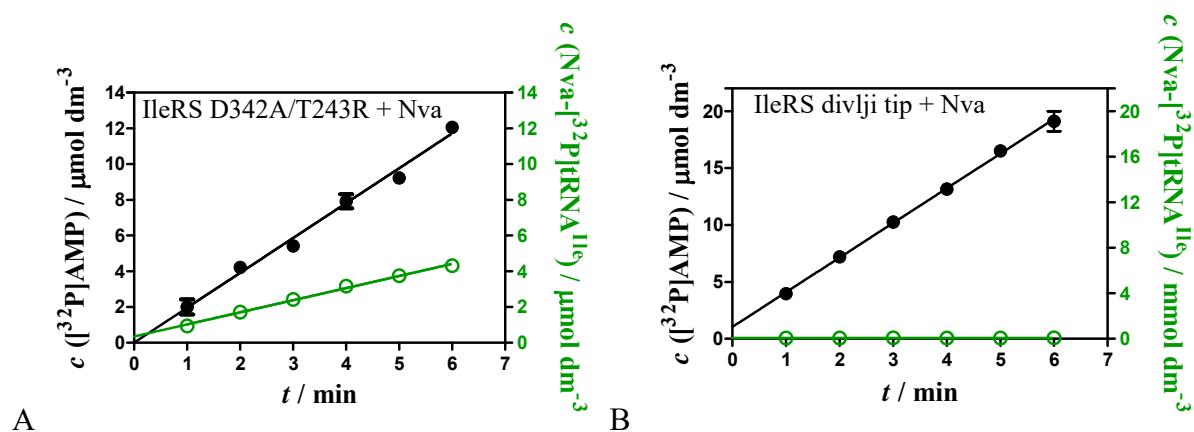 IleRS D342A/T243R + Nva
c ([³²P]AMP) / μmol dm⁻³
14
12
10
8
6
4
2
0
c (Nva-[³²P]tRNAᴵˡᵉ) / μmol dm⁻³
14
12
10
8
6
4
2
0
0 1 2 3 4 5 6 7
t / min
A
IleRS divlji tip + Nva
c ([³²P]AMP) / μmol dm⁻³
20
15
10
5
0
c (Nva-[³²P]tRNAᴵˡᵉ) / mmol dm⁻³
20
16
12
8
4
0
0 1 2 3 4 5 6 7
t / min
B